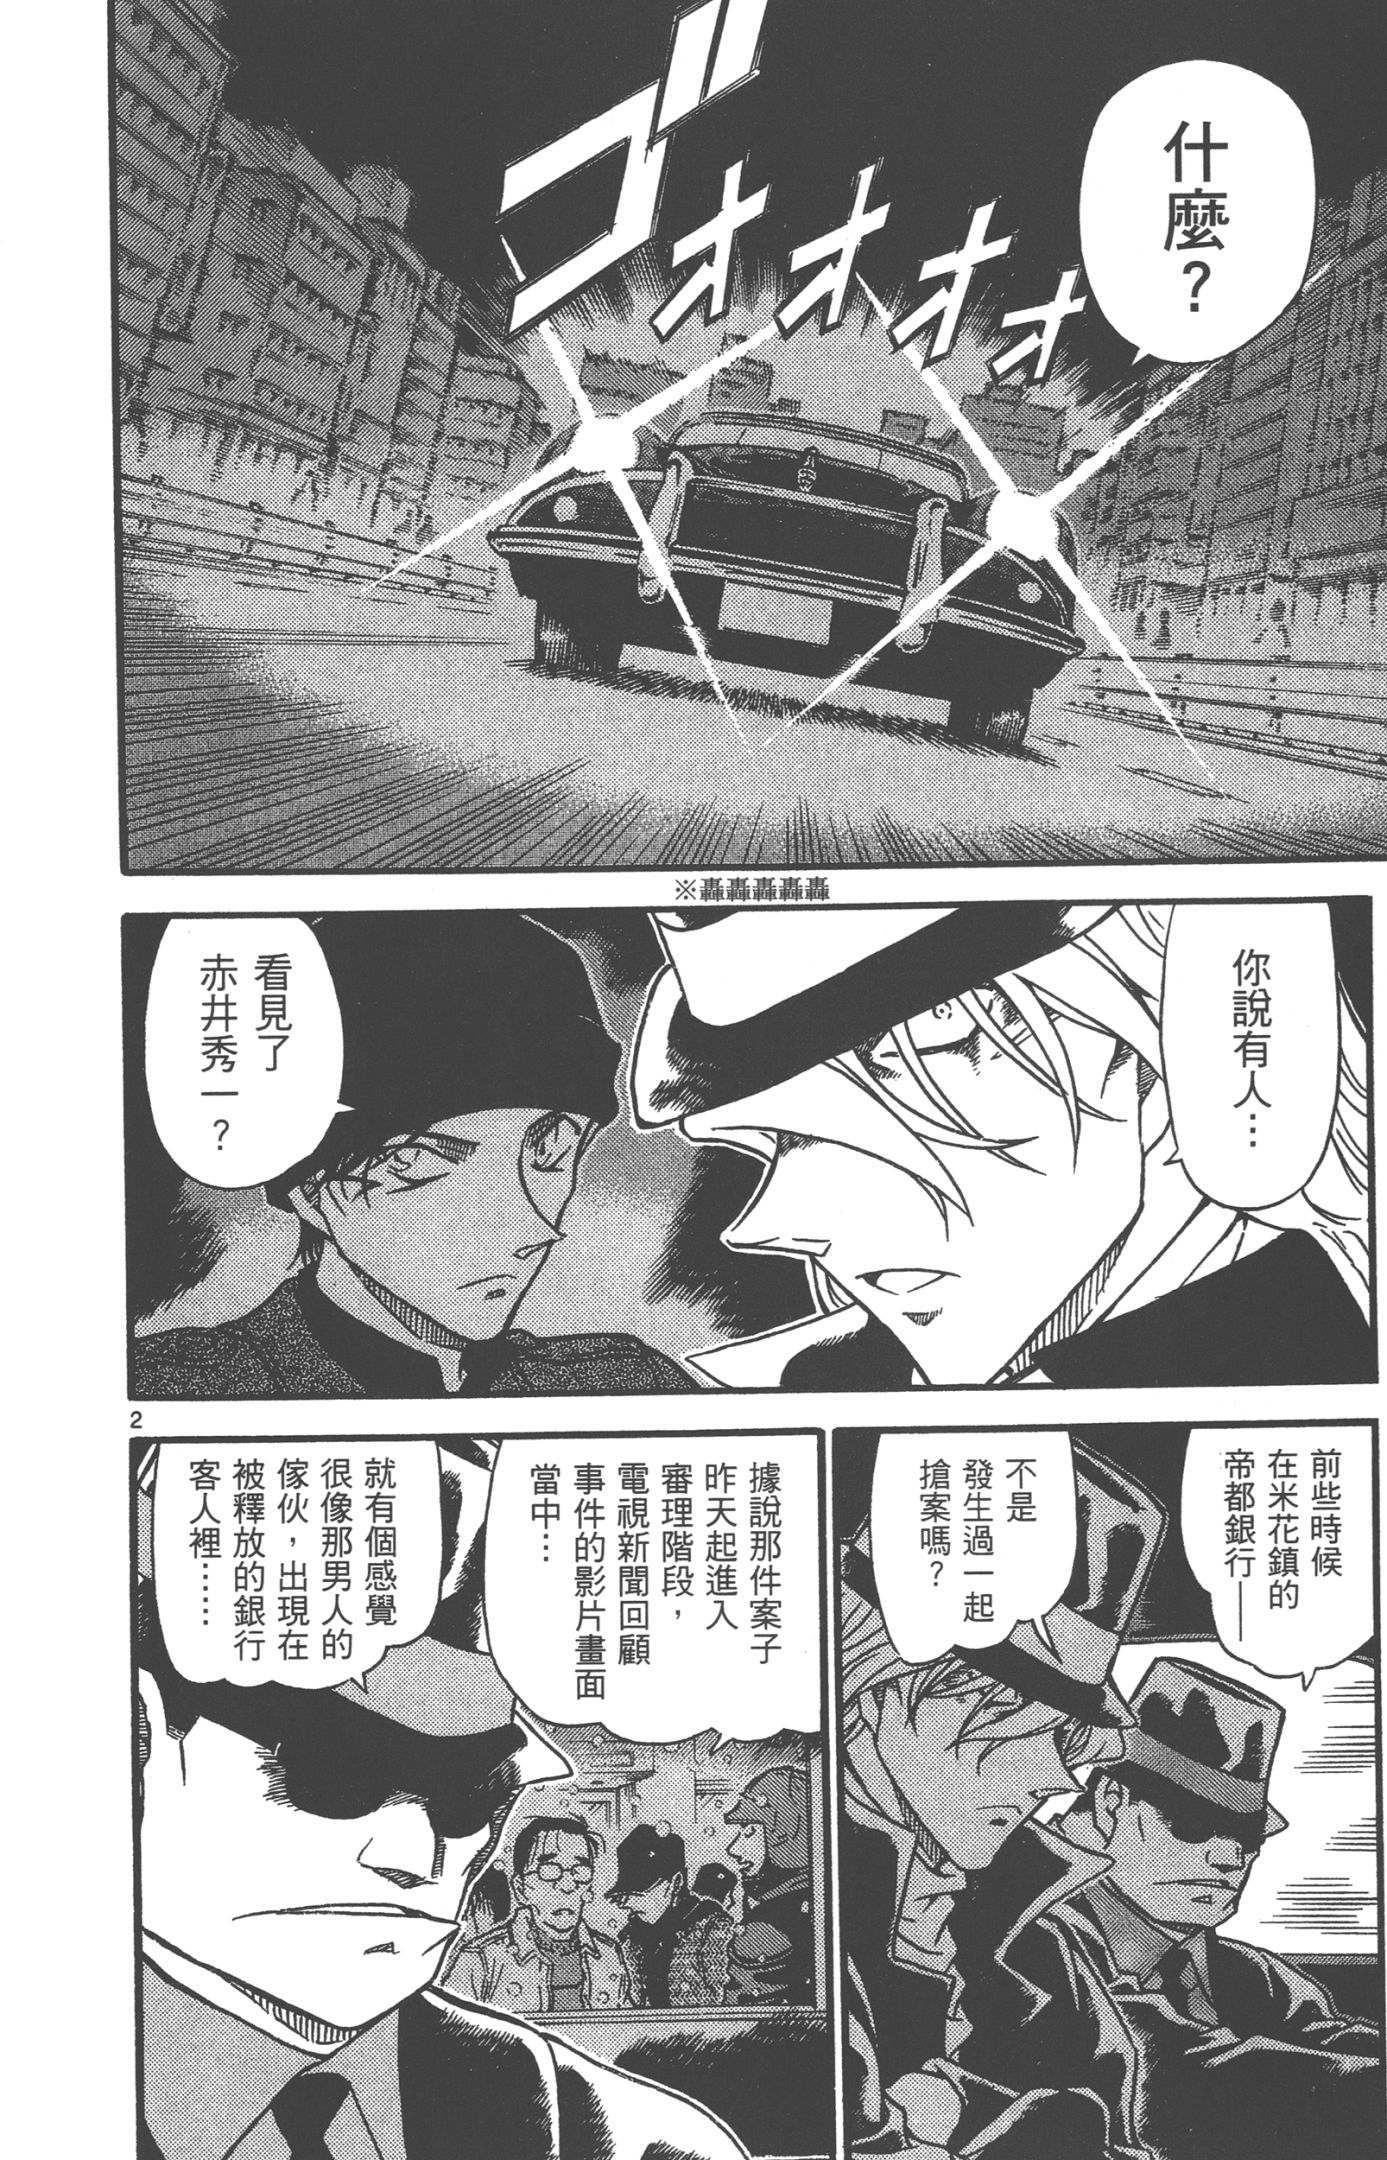 什麼？
ゴオオオオ
※轟轟轟轟轟
你說有人…
看見了
赤井秀一？
2
前些時候
在米花鎮的
帝都銀行——
不是
發生過一起
搶案嗎？
據說那件案子
昨天起進入
審理階段，
電視新聞回顧
事件的影片畫面
當中…
就有個感覺
很像那男人的
傢伙，出現在
被釋放的銀行
客人裡……